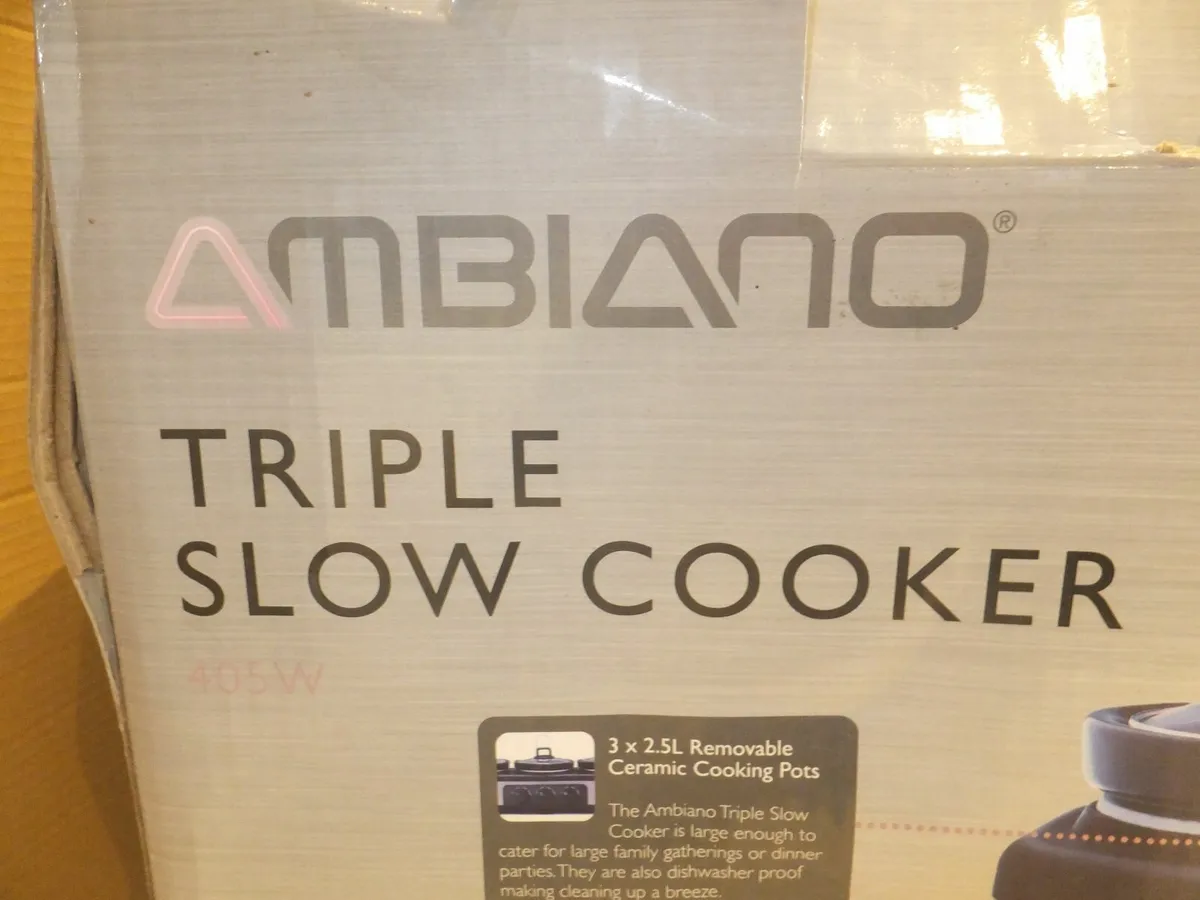 AMBIANO®
TRIPLE
SLOW COOKER
405W
3 x 2.5L Removable
Ceramic Cooking Pots
The Ambiano Triple Slow
Cooker is large enough to
cater for large family gatherings or dinner
parties. They are also dishwasher proof
making cleaning up a breeze.